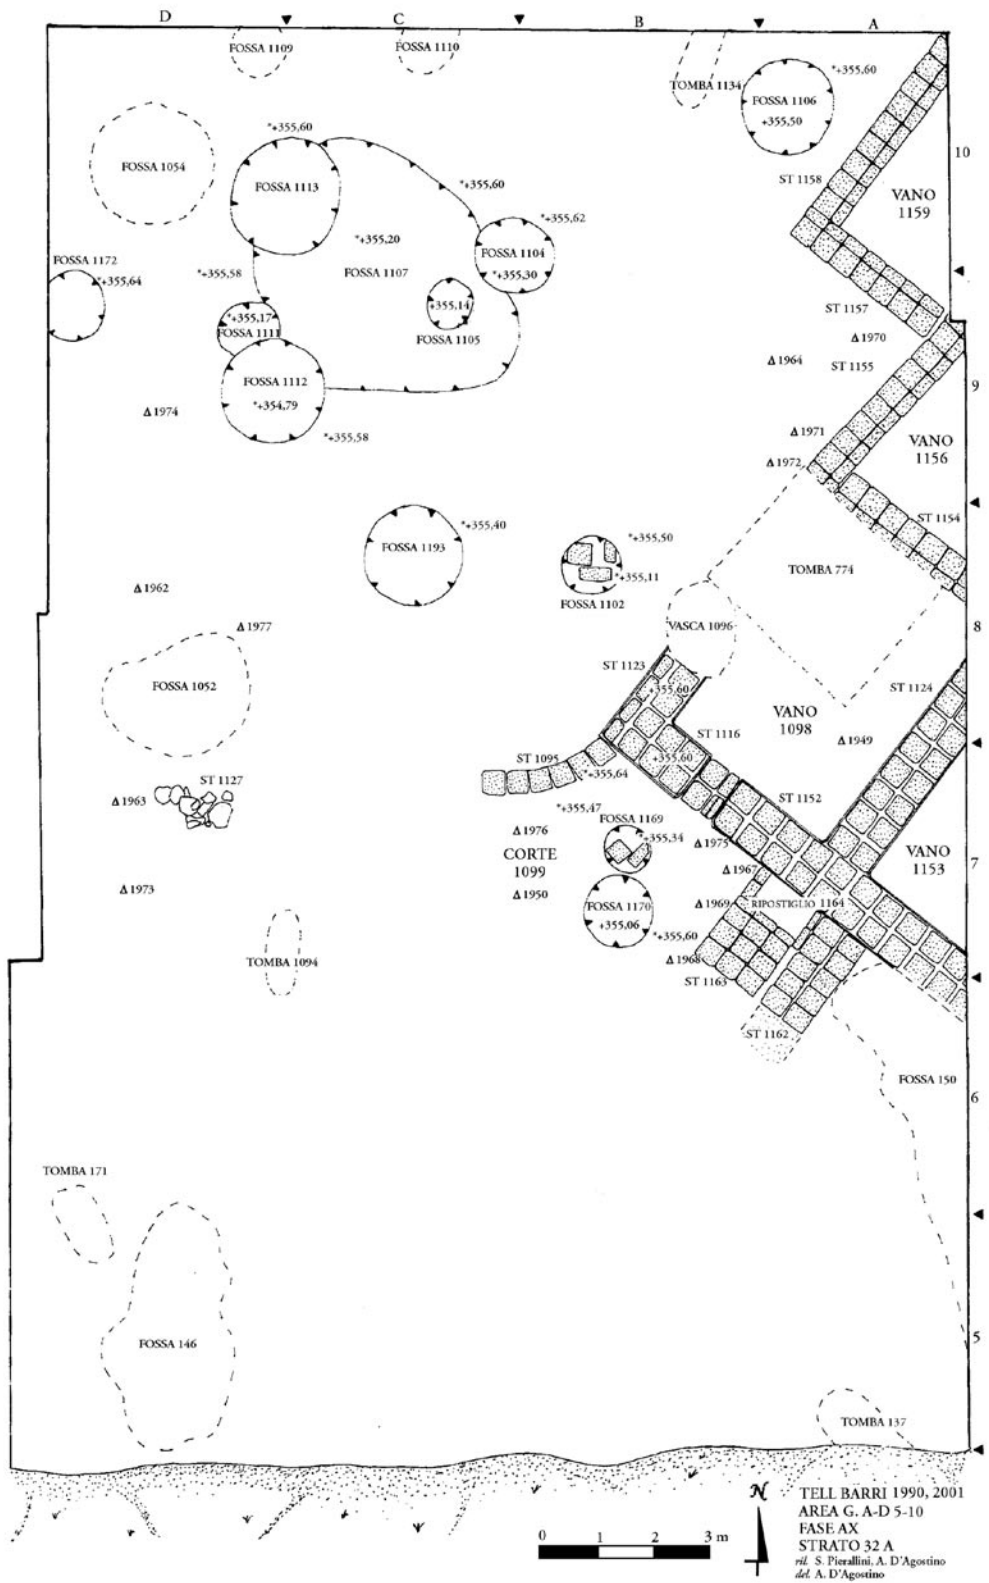 D C B A
FOSSA 1109
FOSSA 1110
TOMBA 1134
*+355,60
FOSSA 1106
+355,50
10
*+355,60
FOSSA 1054
FOSSA 1113
*+355,60
ST 1158
VANO
1159
*+355,62
*+355,20
FOSSA 1104
*+355,30
FOSSA 1107
FOSSA 1172
*+355,64
*+355,58
*+355,14
FOSSA 1105
*+355,17
FOSSA 1111
ST 1157
Δ 1970
Δ 1964
ST 1155
9
FOSSA 1112
*+354,79
Δ 1974
*+355,58
Δ 1971
Δ 1972
VANO
1156
ST 1154
*+355,40
FOSSA 1193
*+355,50
*+355,11
FOSSA 1102
TOMBA 774
Δ 1962
Δ 1977
VASCA 1096
8
FOSSA 1052
ST 1123
+355,60
ST 1124
VANO
1098
Δ 1949
ST 1116
+355,60
ST 1095
*+355,64
ST 1127
Δ 1963
*+355,47
FOSSA 1169
*+355,34
ST 1152
Δ 1976
CORTE
1099
Δ 1950
Δ 1975
Δ 1967
VANO
1153
7
Δ 1973
FOSSA 1170
+355,06
Δ 1969
RIPOSTIGLIO 1164
*+355,60
Δ 1968
ST 1163
TOMBA 1094
ST 1162
FOSSA 150
6
TOMBA 171
FOSSA 146
5
TOMBA 137
N
0 1 2 3 m
TELL BARRI 1990, 2001
AREA G. A-D 5-10
FASE AX
STRATO 32 A
ril. S. Pierallini, A. D'Agostino
del. A. D'Agostino